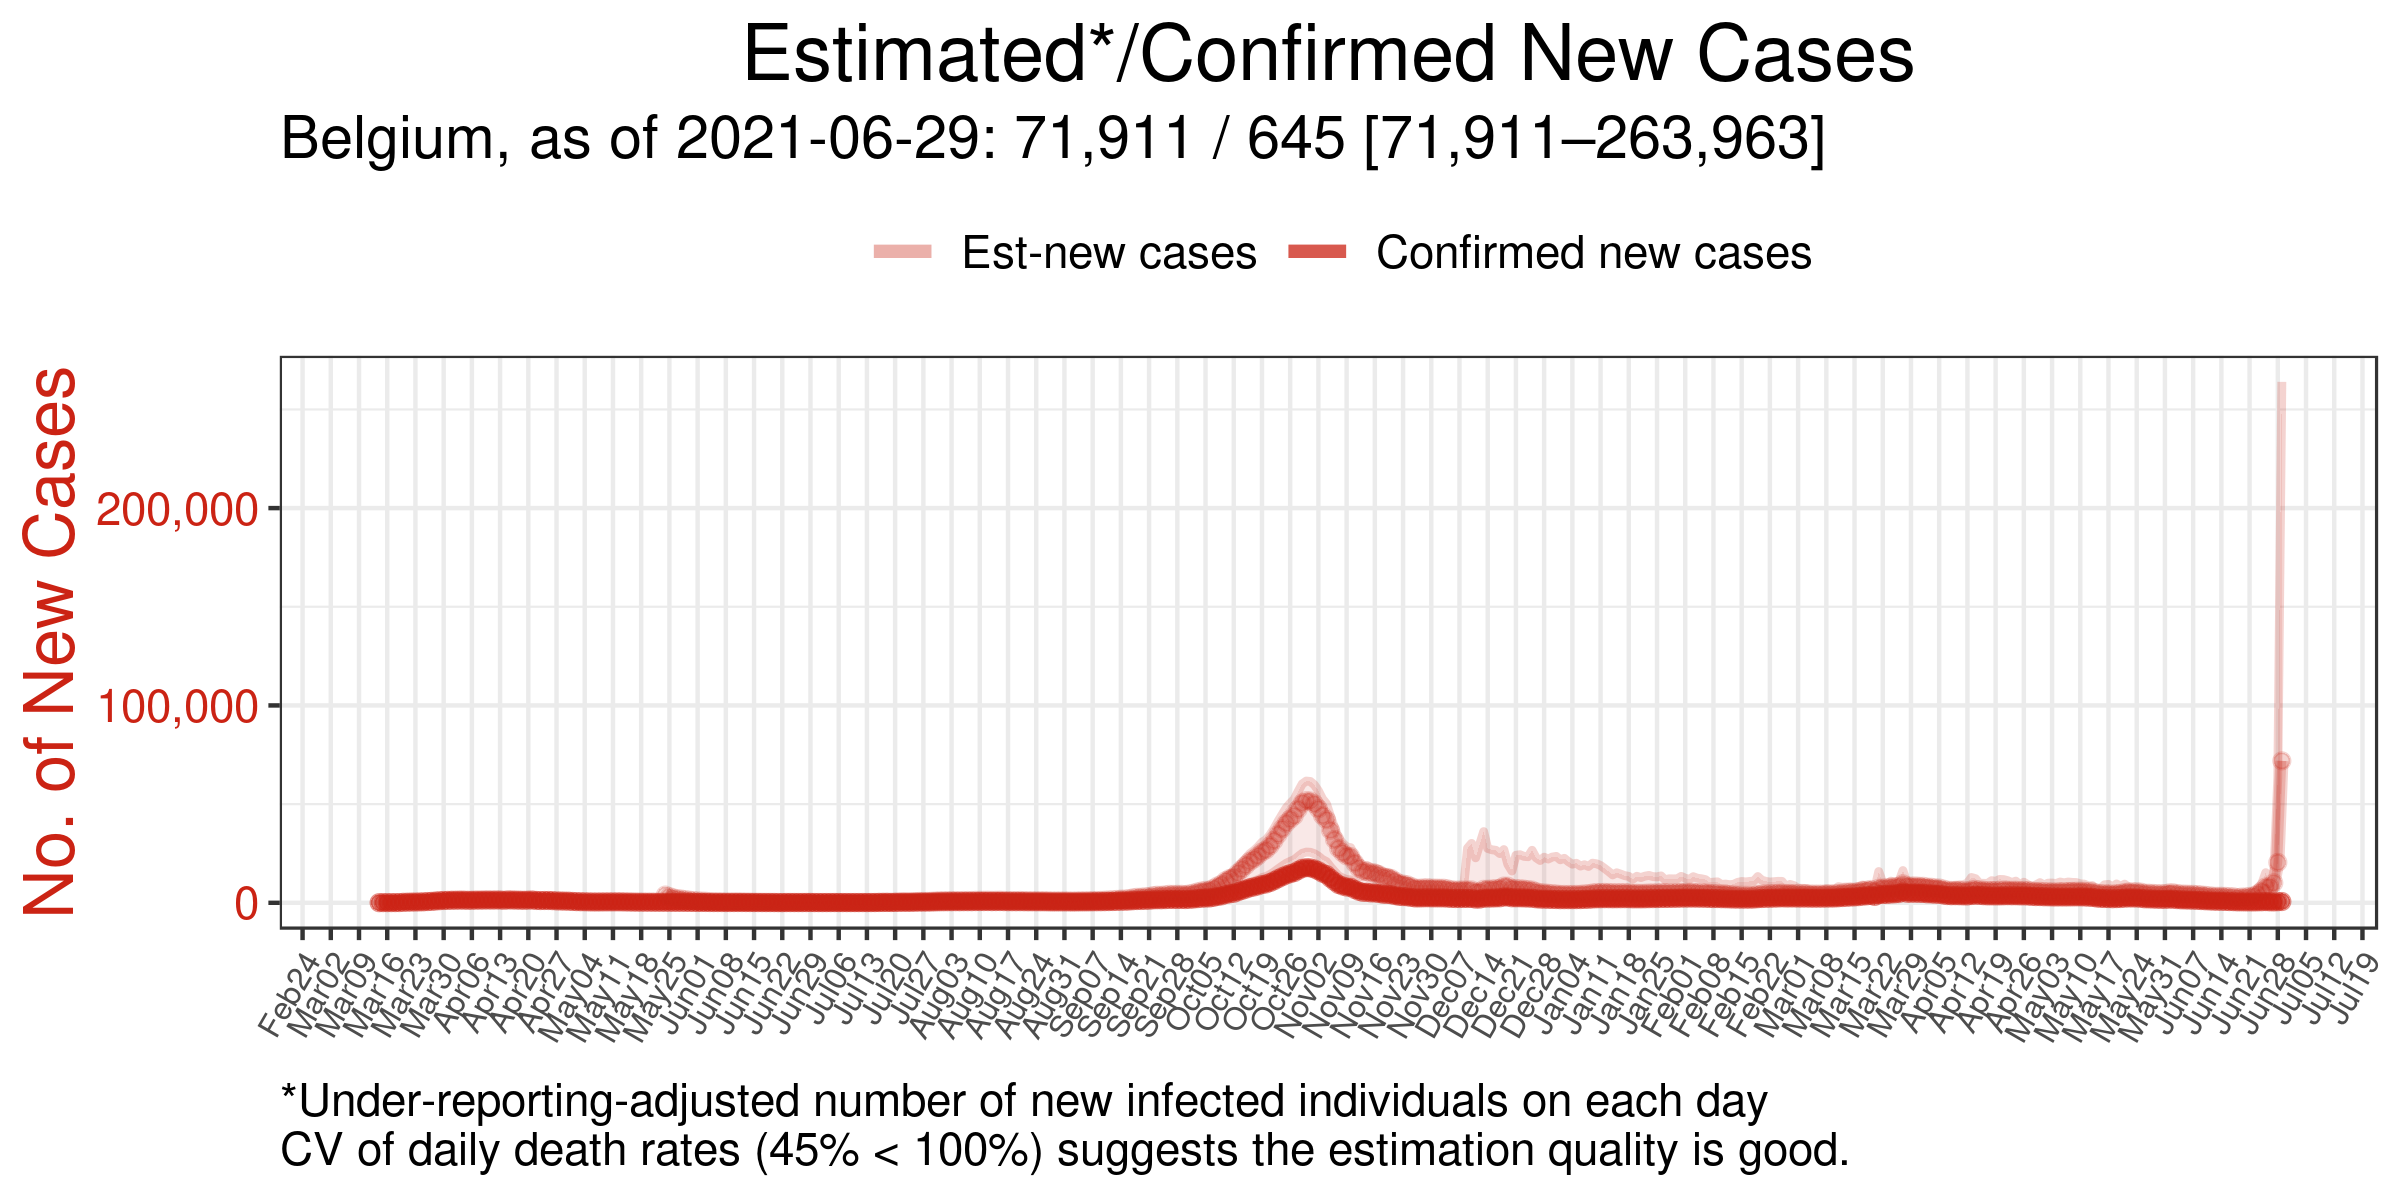 Estimated*/Confirmed New Cases
Belgium, as of 2021-06-29: 71,911 / 645 [71,911–263,963]
Est-new cases Confirmed new cases
No. of New Cases
200,000
100,000
0
Feb24 Mar02 Mar09 Mar16 Mar23 Mar30 Apr06 Apr13 Apr20 Apr27 May04 May11 May18 May25 Jun01 Jun08 Jun15 Jun22 Jun29 Jul06 Jul13 Jul20 Jul27 Aug03 Aug10 Aug17 Aug24 Aug31 Sep07 Sep14 Sep21 Sep28 Oct05 Oct12 Oct19 Oct26 Nov02 Nov09 Nov16 Nov23 Nov30 Dec07 Dec14 Dec21 Dec28 Jan04 Jan11 Jan18 Jan25 Feb01 Feb08 Feb15 Feb22 Mar01 Mar08 Mar15 Mar22 Mar29 Apr05 Apr12 Apr19 Apr26 May03 May10 May17 May24 May31 Jun07 Jun14 Jun21 Jun28 Jul05 Jul12 Jul19
*Under-reporting-adjusted number of new infected individuals on each day
CV of daily death rates (45% < 100%) suggests the estimation quality is good.